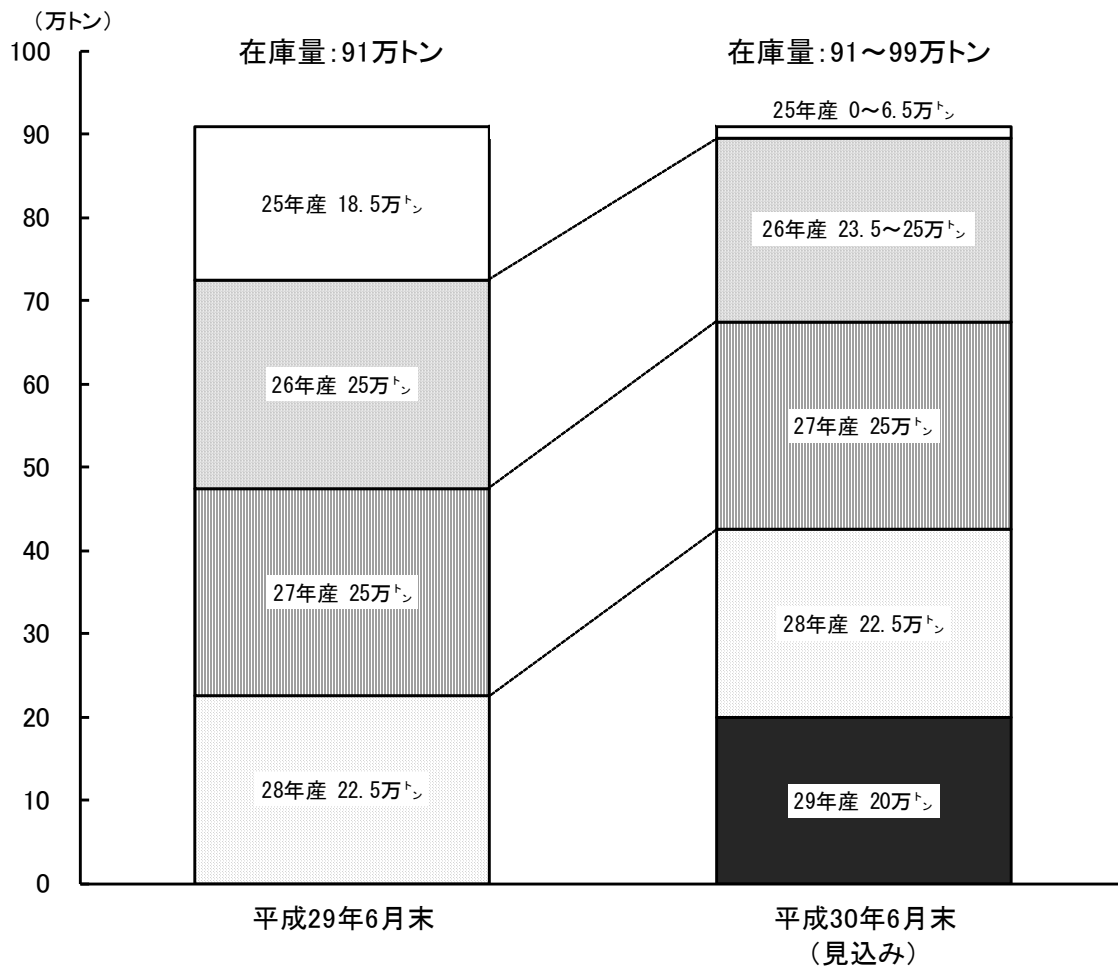 （万トン）
100
90
80
70
60
50
40
30
20
10
0
在庫量：91万トン
25年産 18.5万トン
26年産 25万トン
27年産 25万トン
28年産 22.5万トン
平成29年6月末
在庫量：91～99万トン
25年産 0～6.5万トン
26年産 23.5～25万トン
27年産 25万トン
28年産 22.5万トン
29年産 20万トン
平成30年6月末
（見込み）